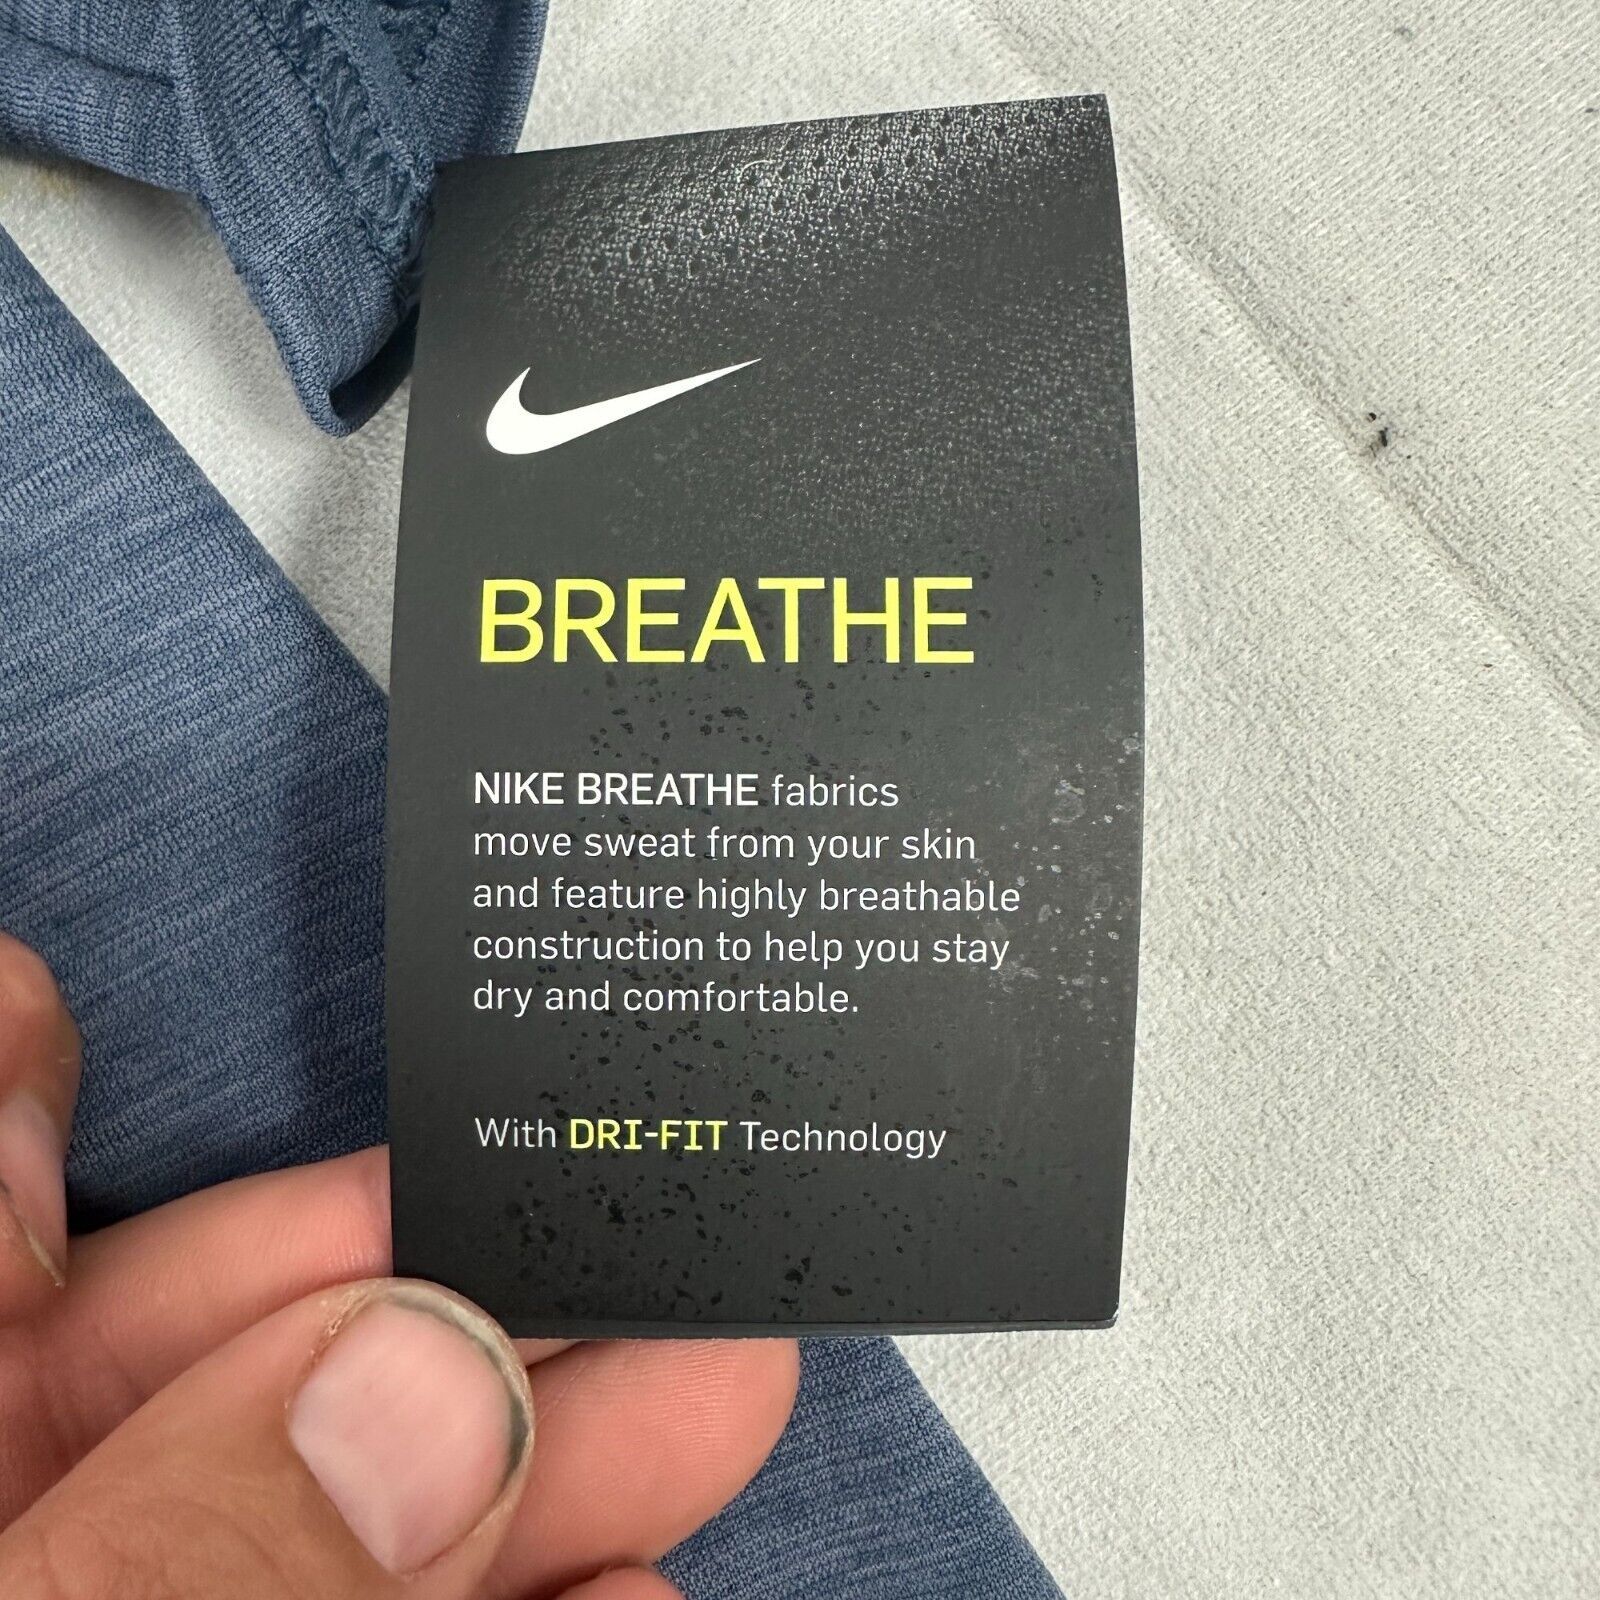 BREATHE
NIKE BREATHE fabrics
move sweat from your skin
and feature highly breathable
construction to help you stay
dry and comfortable.
With DRI-FIT Technology